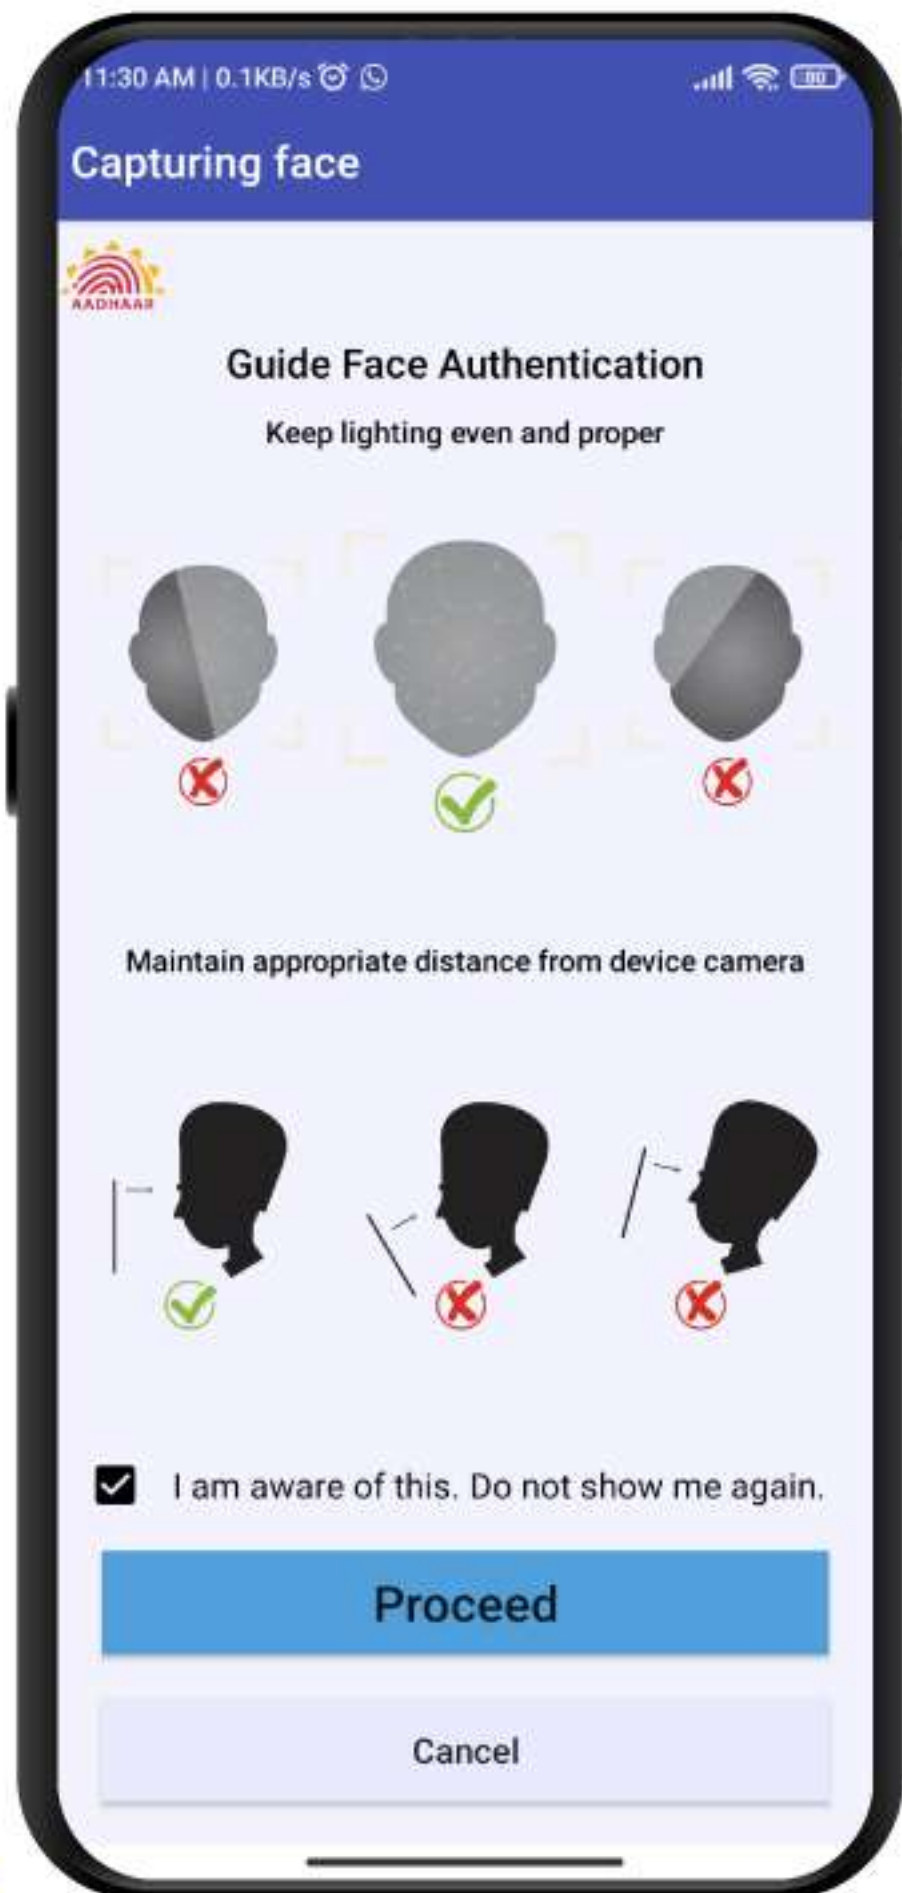 11:30 AM | 0.1KB/s
80
Capturing face
AADHAAR
Guide Face Authentication
Keep lighting even and proper
Maintain appropriate distance from device camera
I am aware of this. Do not show me again.
Proceed
Cancel